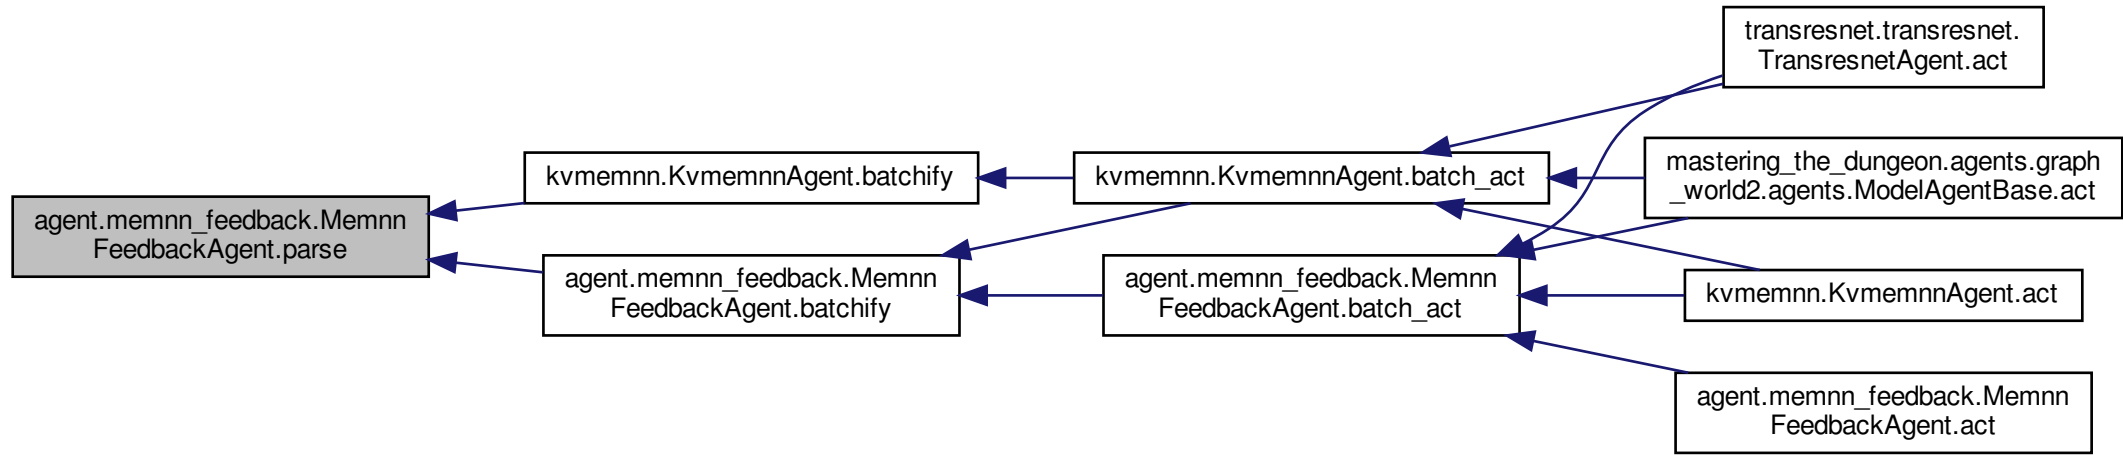 agent.memnn_feedback.Memnn
FeedbackAgent.parse
kvmemnn.KvmemnnAgent.batchify
agent.memnn_feedback.Memnn
FeedbackAgent.batchify
kvmemnn.KvmemnnAgent.batch_act
agent.memnn_feedback.Memnn
FeedbackAgent.batch_act
transresnet.transresnet.
TransresnetAgent.act
mastering_the_dungeon.agents.graph
_world2.agents.ModelAgentBase.act
kvmemnn.KvmemnnAgent.act
agent.memnn_feedback.Memnn
FeedbackAgent.act